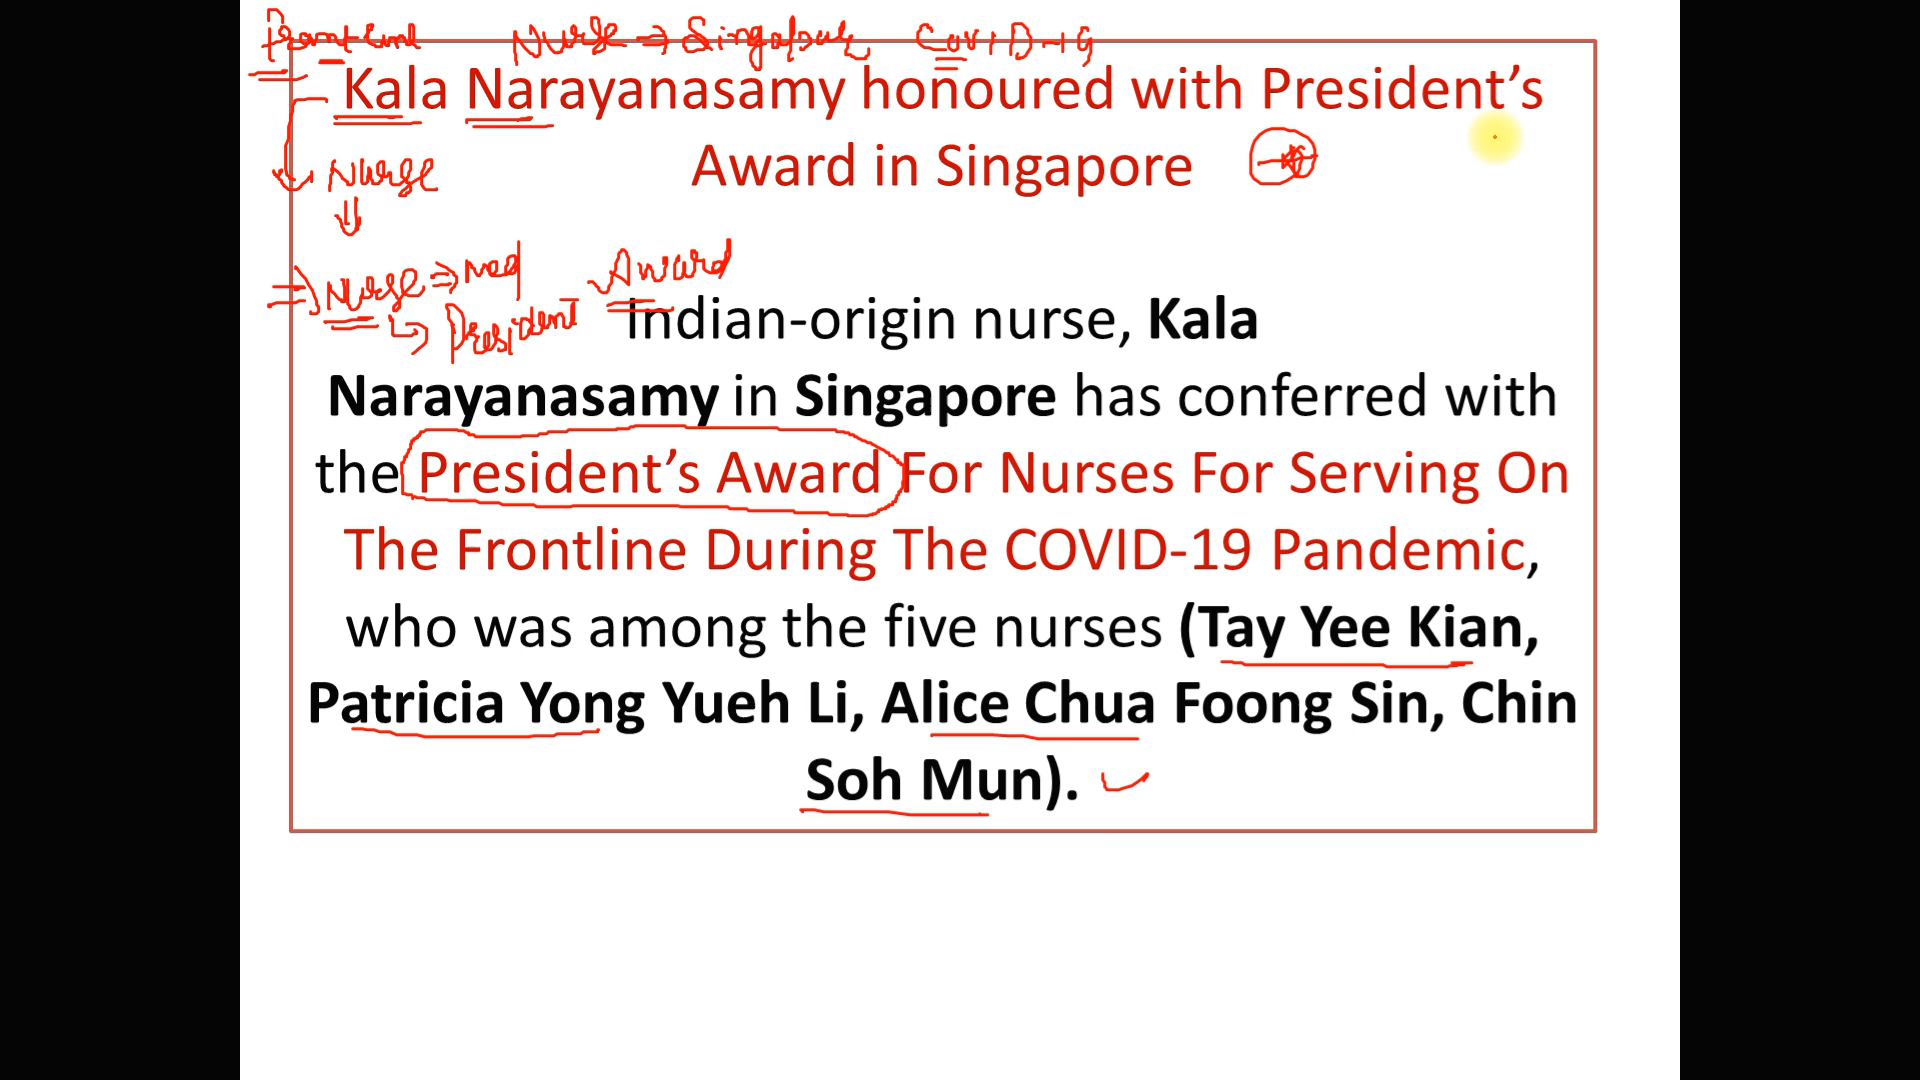 Nurse ⇒ Singapore COVID-19
Kala Narayanasamy honoured with President’s
Award in Singapore
Nurse
Nurse ⇒
Award
President
Indian-origin nurse, Kala
Narayanasamy in Singapore has conferred with
the President’s Award For Nurses For Serving On
The Frontline During The COVID-19 Pandemic,
who was among the five nurses (Tay Yee Kian,
Patricia Yong Yueh Li, Alice Chua Foong Sin, Chin
Soh Mun).